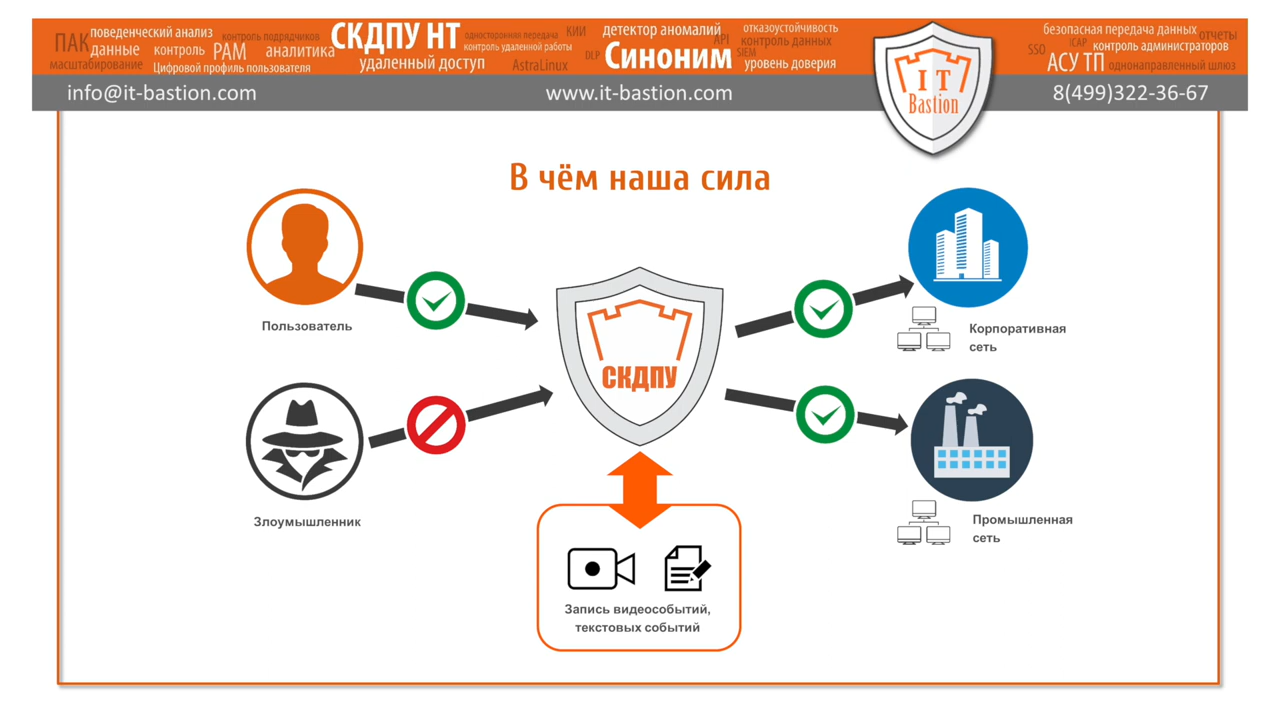 ПАК
поведенческий анализ
контроль подрядчиков
данные
контроль
PAM
аналитика
масштабирование
Цифровой профиль пользователя
СКДПУ НТ
удаленный доступ
односторонняя передача
КИИ
контроль удаленной работы
AstraLinux
DLP
детектор аномалий
API
Синоним
отказоустойчивость
контроль данных
SIEM
уровень доверия
безопасная передача данных
отчеты
ICAP
SSO
контроль администраторов
АСУ ТП
однонаправленный шлюз
IT
Bastion
info@it-bastion.com
www.it-bastion.com
8(499)322-36-67
В чём наша сила
Пользователь
Злоумышленник
СКДПУ
Корпоративная
сеть
Промышленная
сеть
Запись видеособытий,
текстовых событий